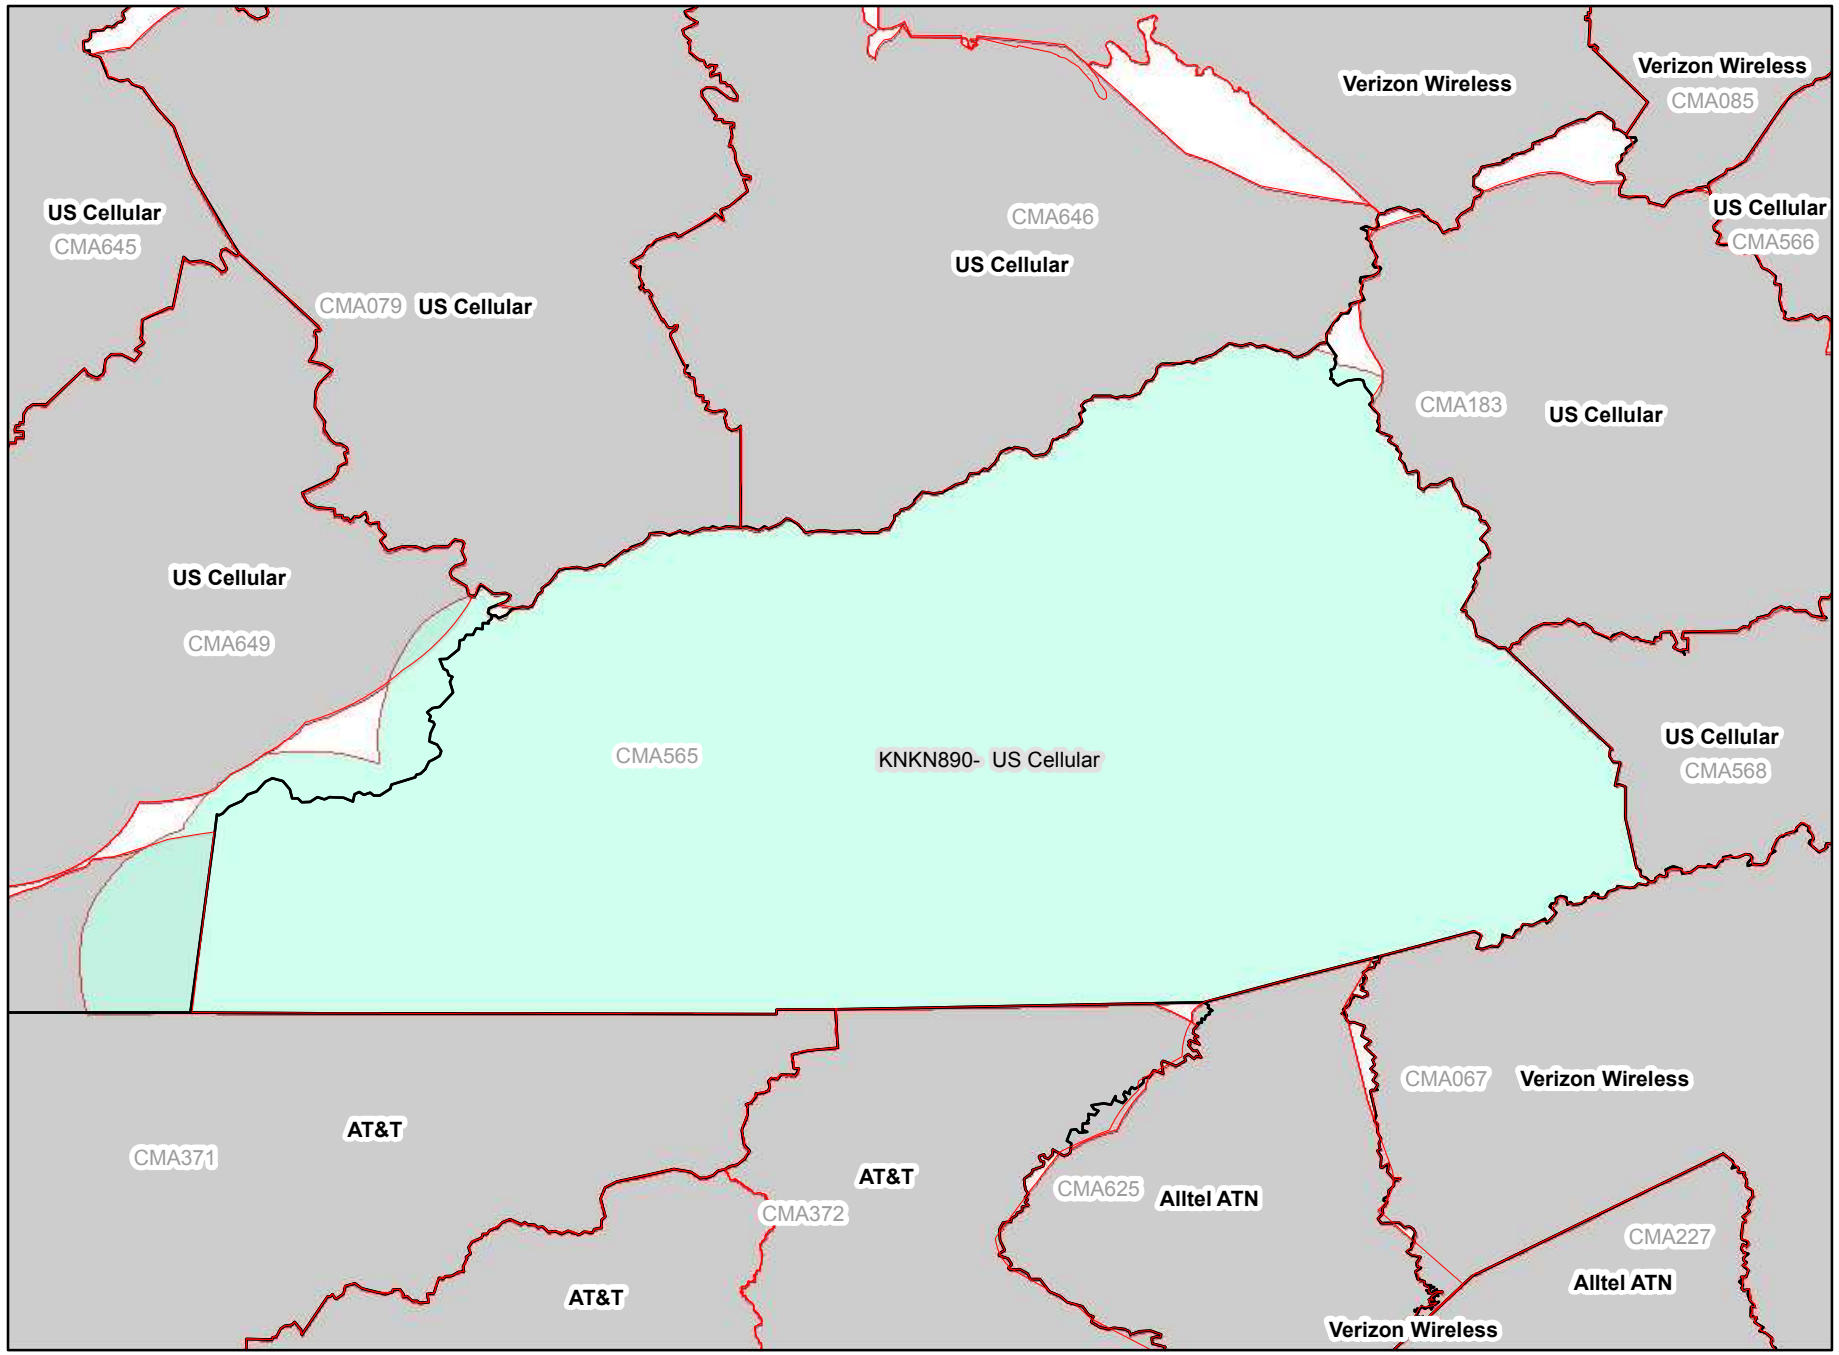 Verizon Wireless
Verizon Wireless
CMA085
US Cellular
CMA645
CMA646
US Cellular
CMA566
US Cellular
CMA079 US Cellular
CMA183
US Cellular
US Cellular
CMA649
CMA565
KNKN890- US Cellular
US Cellular
CMA568
AT&T
CMA371
CMA067 Verizon Wireless
AT&T
CMA372
CMA625
Alltel ATN
CMA227
Alltel ATN
AT&T
Verizon Wireless